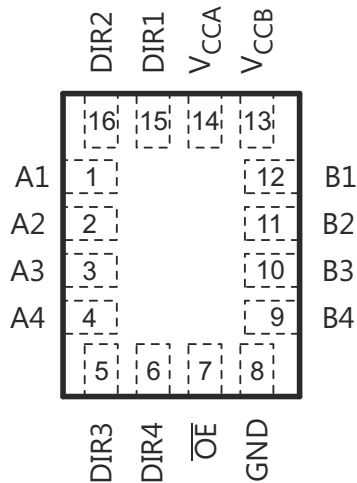 DIR2 DIR1 VCCA VCCB
16 15 14 13
A1 1 12 B1
A2 2 11 B2
A3 3 10 B3
A4 4 9 B4
5 6 7 8
DIR3 DIR4 O̅E̅ GND